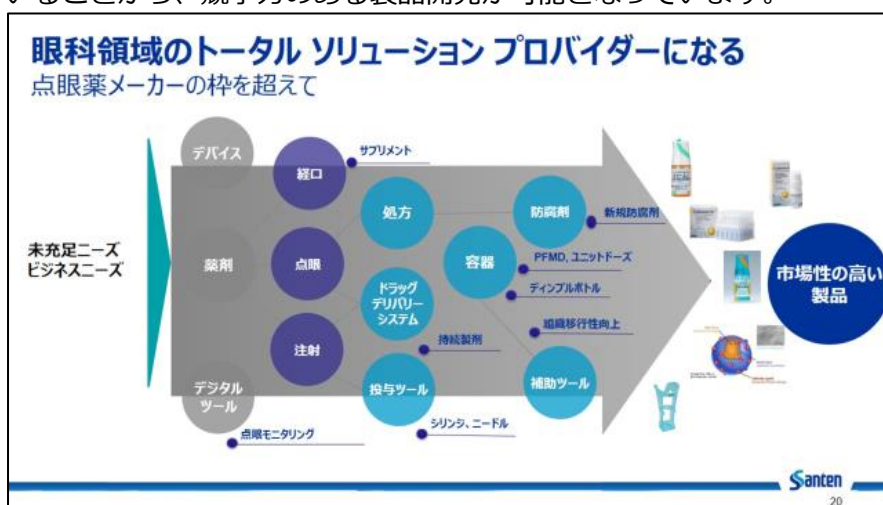 いることから、競争力のある製品開発が可能となっています。
眼科領域のトータル ソリューション プロバイダーになる
点眼薬メーカーの枠を超えて
デバイス
経口
サプリメント
処方
防腐剤
新規防腐剤
未充足ニーズ
ビジネスニーズ
薬剤
点眼
容器
PFMD, ユニットドーズ
ディンプルボトル
市場性の高い
製品
ドラッグ
デリバリー
システム
組織移行性向上
注射
持続製剤
デジタル
ツール
投与ツール
補助ツール
点眼モニタリング
シリンジ、ニードル
Santen
20